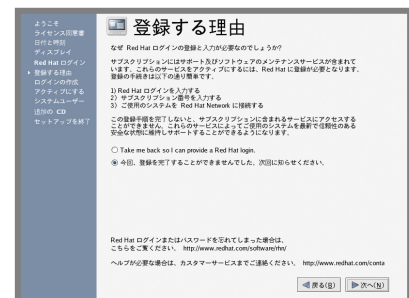 ようこそ
ライセンス同意書
日付と時刻
ディスプレイ
Red Hat ログイン
登録する理由
ログインの作成
アクティブにする
システムユーザー
追加の CD
セットアップを終了
登録する理由
なぜ Red Hat ログインの登録と入力が必要なのでしょうか?
サブスクリプションにはサポート及びソフトウェアのメンテナンスサービスが含まれて
います。これらのサービスをアクティブにするには、Red Hat に登録が必要となります。
登録の手続きは以下の通り簡単です。
1) Red Hat ログインを入力する
2) サブスクリプション番号を入力する
3) ご使用のシステムを Red Hat Network に接続する
この登録手順を完了しないと、サブスクリプションに含まれるサービスにアクセスする
ことができません。これらのサービスによってご使用のシステムを最新で信頼性のある
安全な状態に維持しサポートすることができるようになります。
Take me back so I can provide a Red Hat login.
今回、登録を完了することができませんでした、次回に知らせください。
Red Hat ログインまたはパスワードを忘れてしまった場合は、
こちらをご覧ください。 http://www.redhat.com/software/rhn/
ヘルプが必要な場合は、カスタマーサービスまでご連絡ください。 http://www.redhat.com/conta
戻る(B)
次へ(N)